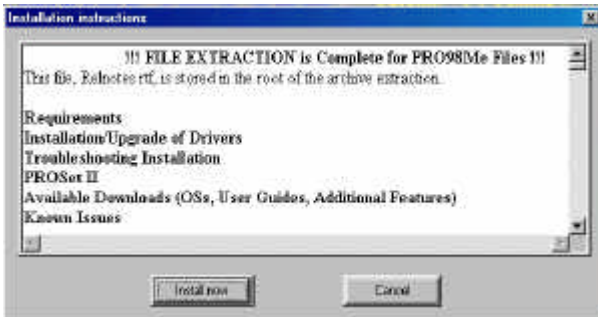 Installation instructions
!!! FILE EXTRACTION is Complete for PRO98Me Files !!!
This file, Relnotes.rtf, is stored in the root of the archive extraction.
Requirements
Installation/Upgrade of Drivers
Troubleshooting Installation
PROSet II
Available Downloads (OSs, User Guides, Additional Features)
Known Issues
Install now
Cancel